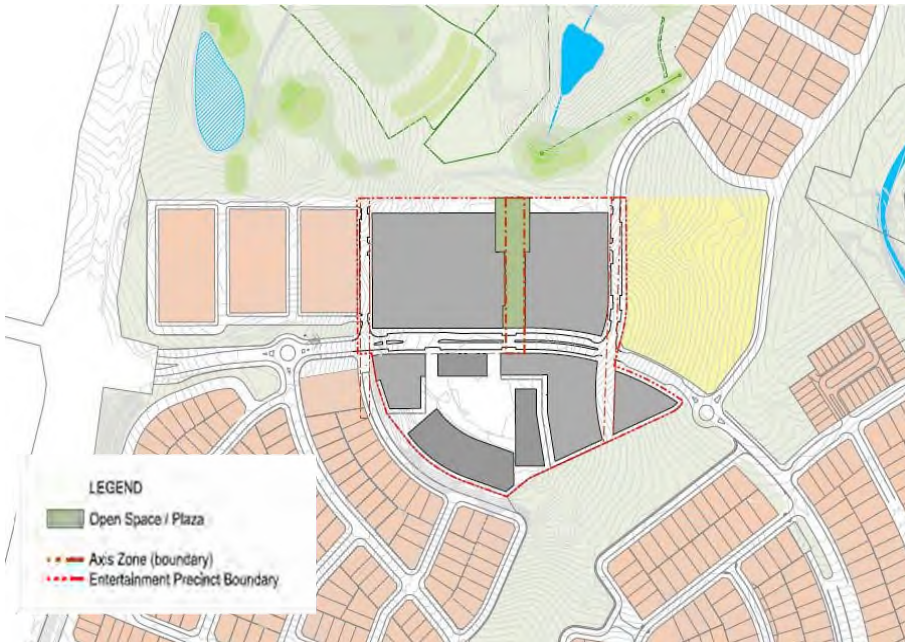 LEGEND
Open Space / Plaza
Axis Zone (boundary)
Entertainment Precinct Boundary